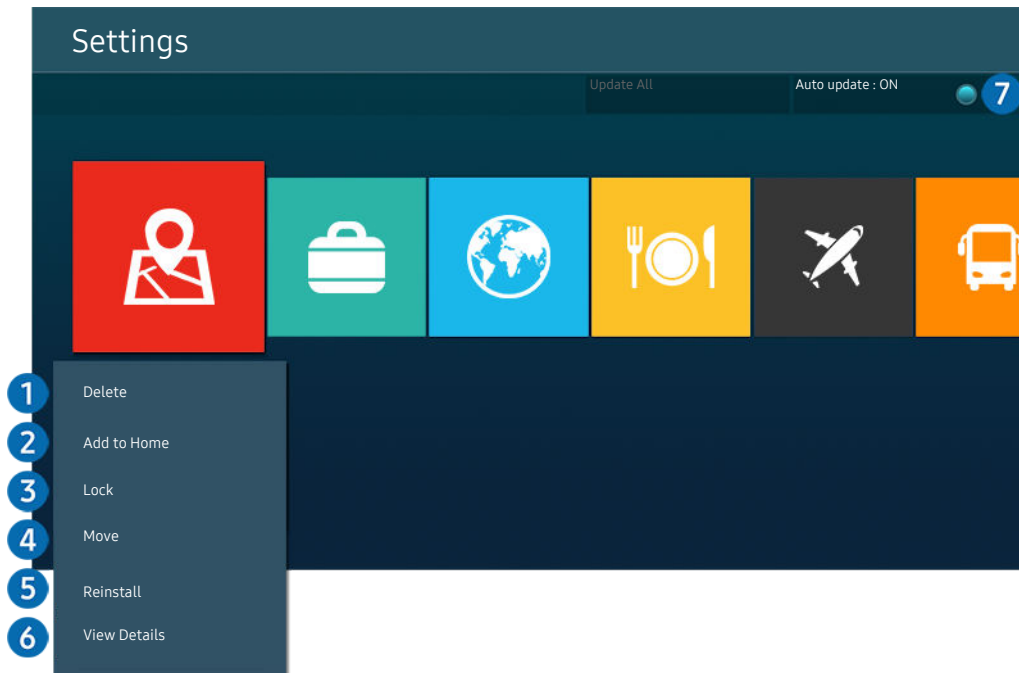 Settings
Update All
Auto update : ON
7
1 Delete
2 Add to Home
3 Lock
4 Move
5 Reinstall
6 View Details